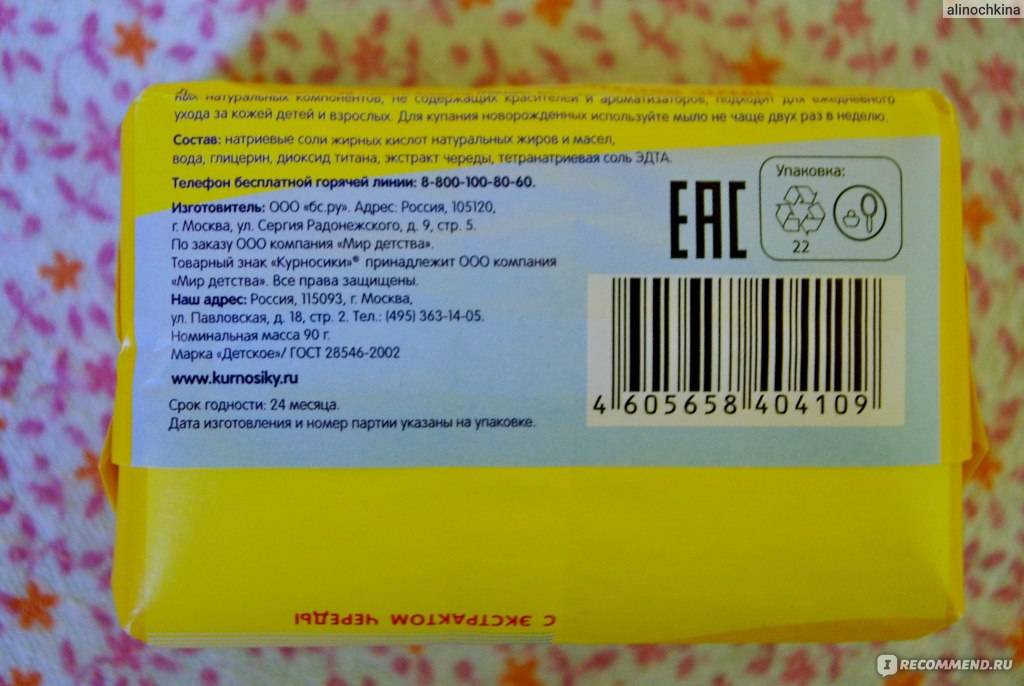 alinochkina
натуральных компонентов, не содержащих красителей и ароматизаторов, подходит для ежедневного
ухода за кожей детей и взрослых. Для купания новорожденных используйте мыло не чаще двух раз в неделю.
Состав: натриевые соли жирных кислот натуральных жиров и масел,
вода, глицерин, диоксид титана, экстракт череды, тетранатриевая соль ЭДТА.
Телефон бесплатной горячей линии: 8-800-100-80-60.
Изготовитель: ООО «бс.ру». Адрес: Россия, 105120,
г. Москва, ул. Сергия Радонежского, д. 9, стр. 5.
По заказу ООО компания «Мир детства».
Товарный знак «Курносики»® принадлежит ООО компания
«Мир детства». Все права защищены.
Наш адрес: Россия, 115093, г. Москва,
ул. Павловская, д. 18, стр. 2. Тел.: (495) 363-14-05.
Номинальная масса 90 г.
Марка «Детское»/ ГОСТ 28546-2002
www.kurnosiky.ru
Срок годности: 24 месяца.
Дата изготовления и номер партии указаны на упаковке.
EAC
Упаковка:
22
4 605658 404109
С ЭКСТРАКТОМ ЧЕРЕДЫ
IRECOMMEND.RU